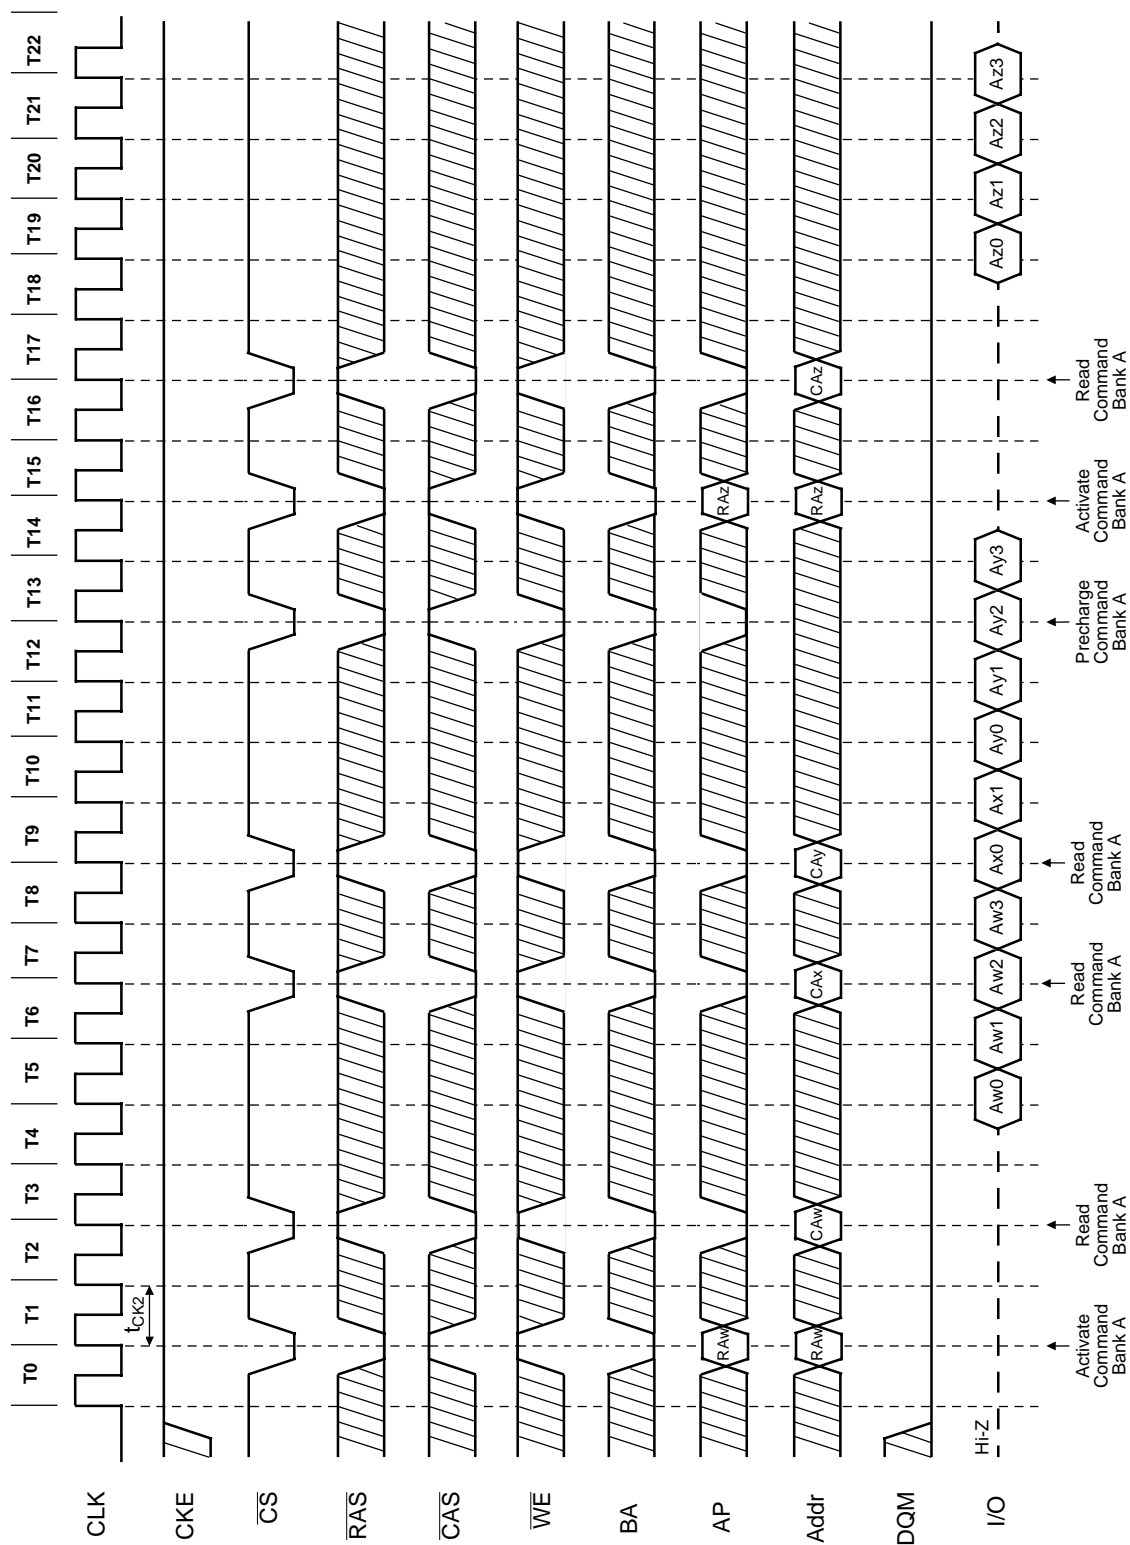 T0 T1 T2 T3 T4 T5 T6 T7 T8 T9 T10 T11 T12 T13 T14 T15 T16 T17 T18 T19 T20 T21 T22
CLK
tCK2
CKE
CS
RAS
CAS
WE
BA
AP
RAw RAz
Addr
RAw CAw CAx CAy RAz CAz
DQM
I/O
Hi-Z
Aw0 Aw1 Aw2 Aw3 Ax0 Ax1 Ay0 Ay1 Ay2 Ay3 Az0 Az1 Az2 Az3
Activate
Command
Bank A
Read
Command
Bank A
Read
Command
Bank A
Read
Command
Bank A
Precharge
Command
Bank A
Activate
Command
Bank A
Read
Command
Bank A